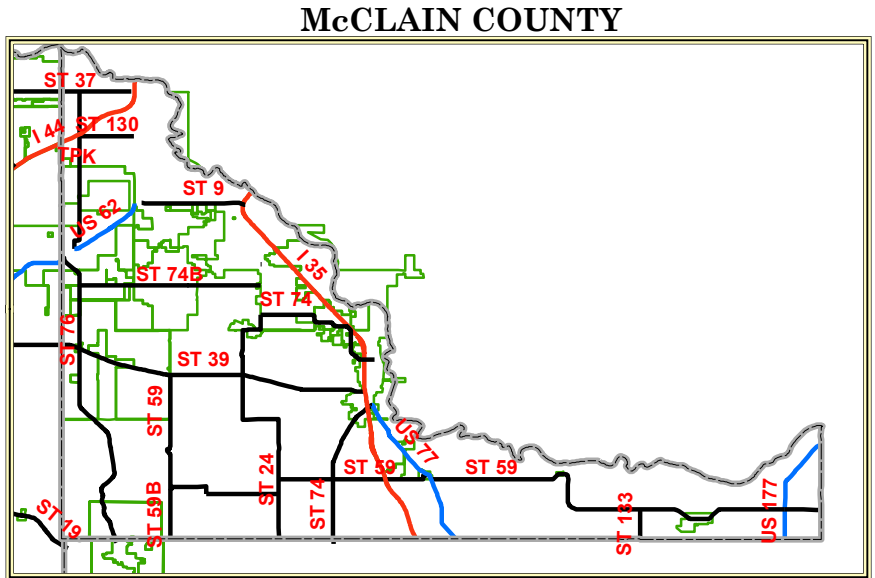 McCLAIN COUNTY
ST 37
I 44
ST 130
TPK
ST 9
US 62
I 35
ST 74B
ST 74
ST 76
ST 39
ST 59
US 77
ST 24
ST 59
ST 59
ST 59B
ST 74
ST 19
ST 133
US 177